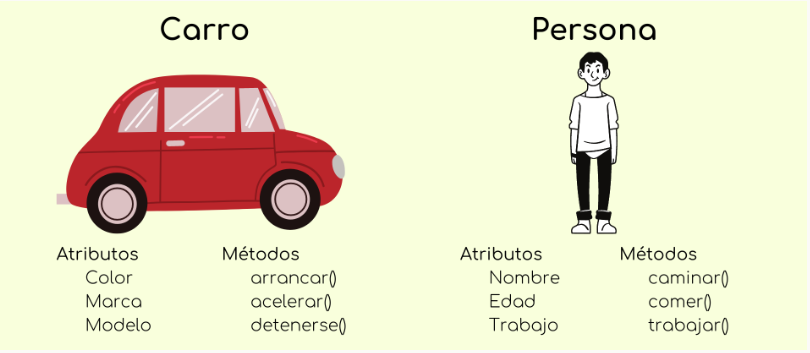 Carro
Atributos
Color
Marca
Modelo
Métodos
arrancar()
acelerar()
detenerse()
Persona
Atributos
Nombre
Edad
Trabajo
Métodos
caminar()
comer()
trabajar()